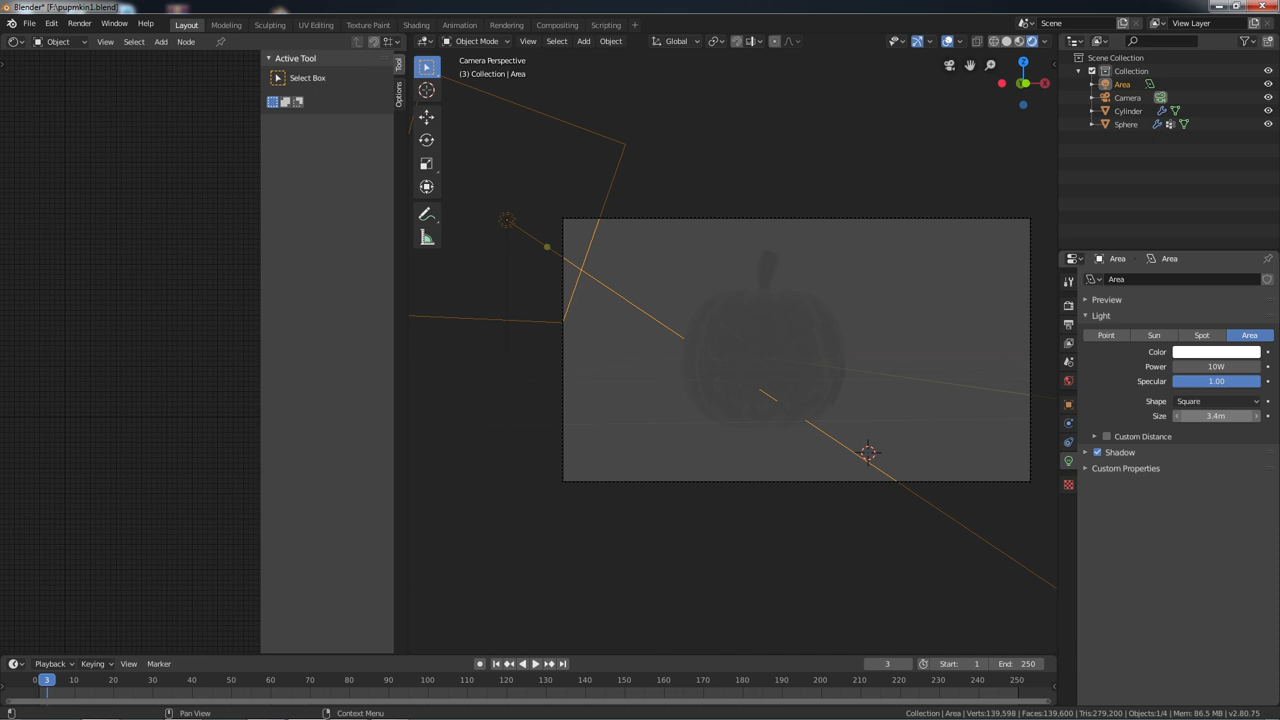 Blender* [F:\pupmkin1.blend]
File Edit Render Window Help Layout Modeling Sculpting UV Editing Texture Paint Shading Animation Rendering Compositing Scripting + Scene View Layer
Object View Select Add Node Object Mode View Select Add Object Global
Active Tool
Select Box
Tool
Options
Camera Perspective
(3) Collection | Area
Z
Y
X
Scene Collection
Collection
Area
Camera
Cylinder
Sphere
Area Area
Area
Preview
Light
Point Sun Spot Area
Color
Power 10W
Specular 1.00
Shape Square
Size 3.4m
Custom Distance
Shadow
Custom Properties
Playback Keying View Marker 3 Start: 1 End: 250
0 3 10 20 30 40 50 60 70 80 90 100 110 120 130 140 150 160 170 180 190 200 210 220 230 240 250
Pan View Context Menu Collection | Area | Verts:139,598 | Faces:139,600 | Tris:279,200 | Objects:1/4 | Mem: 86.5 MB | v2.80.75